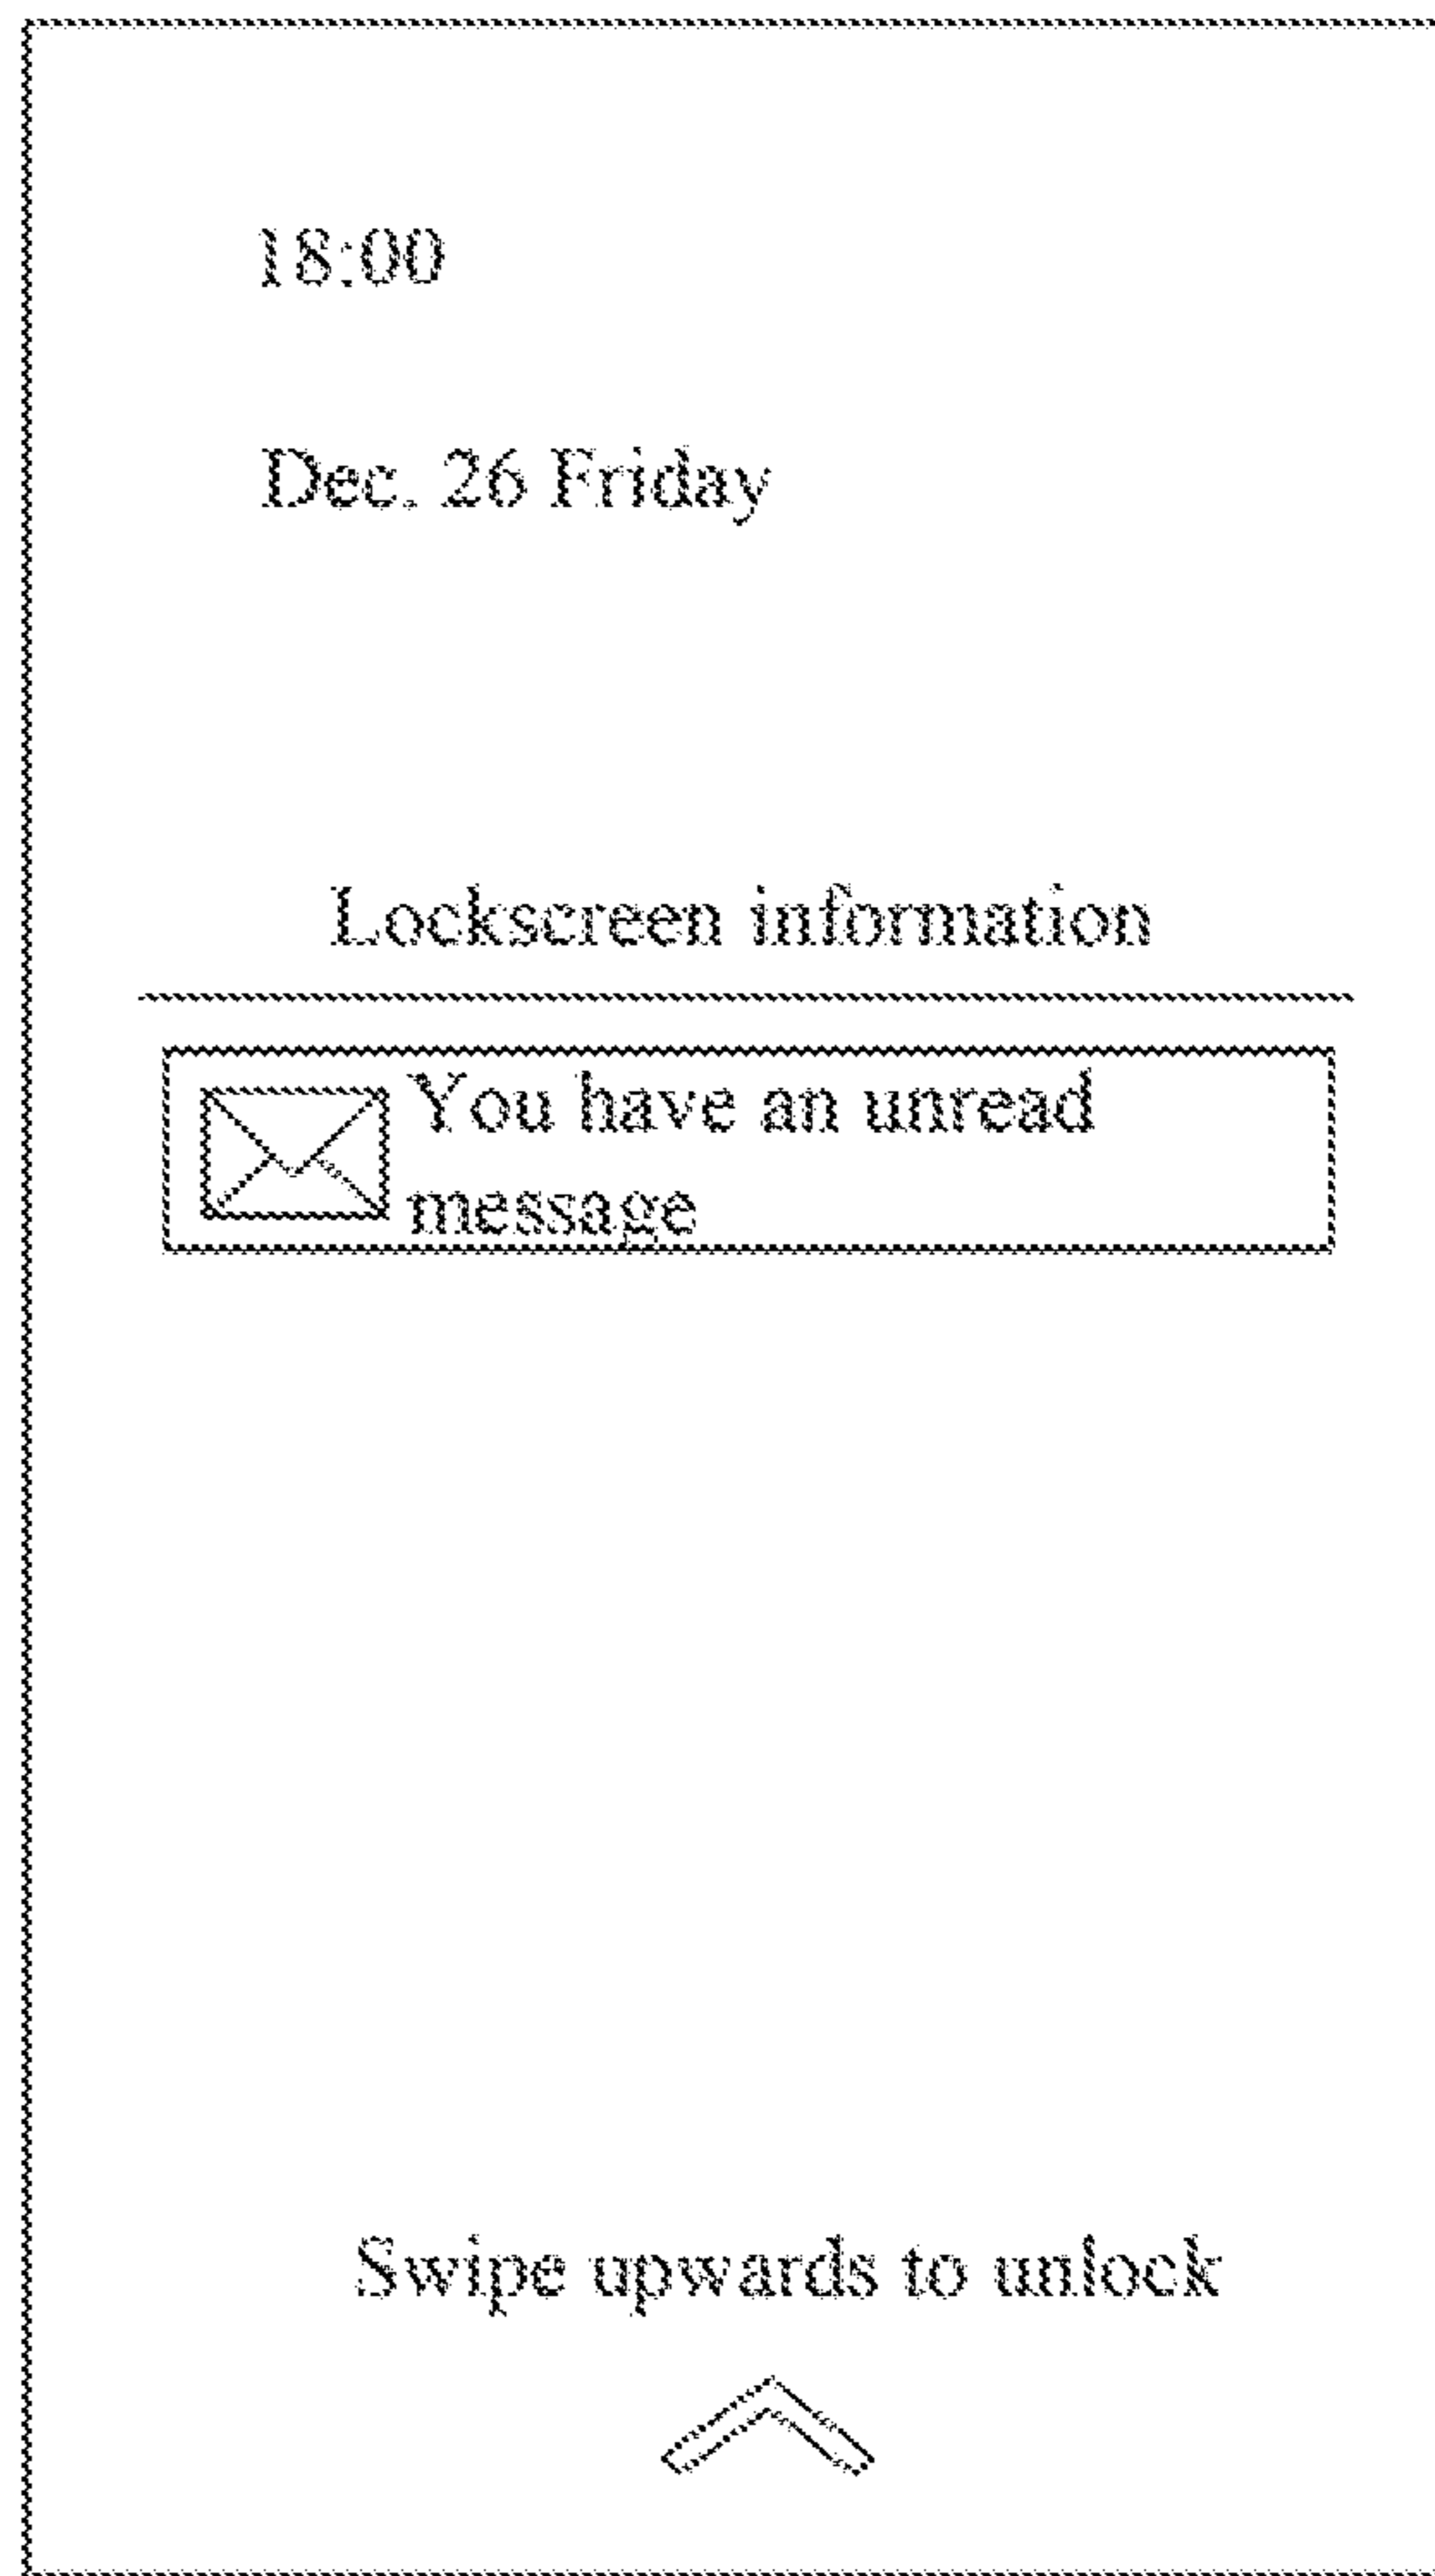 18:00
Dec. 26 Friday
Lockscreen information
You have an unread
message
Swipe upwards to unlock